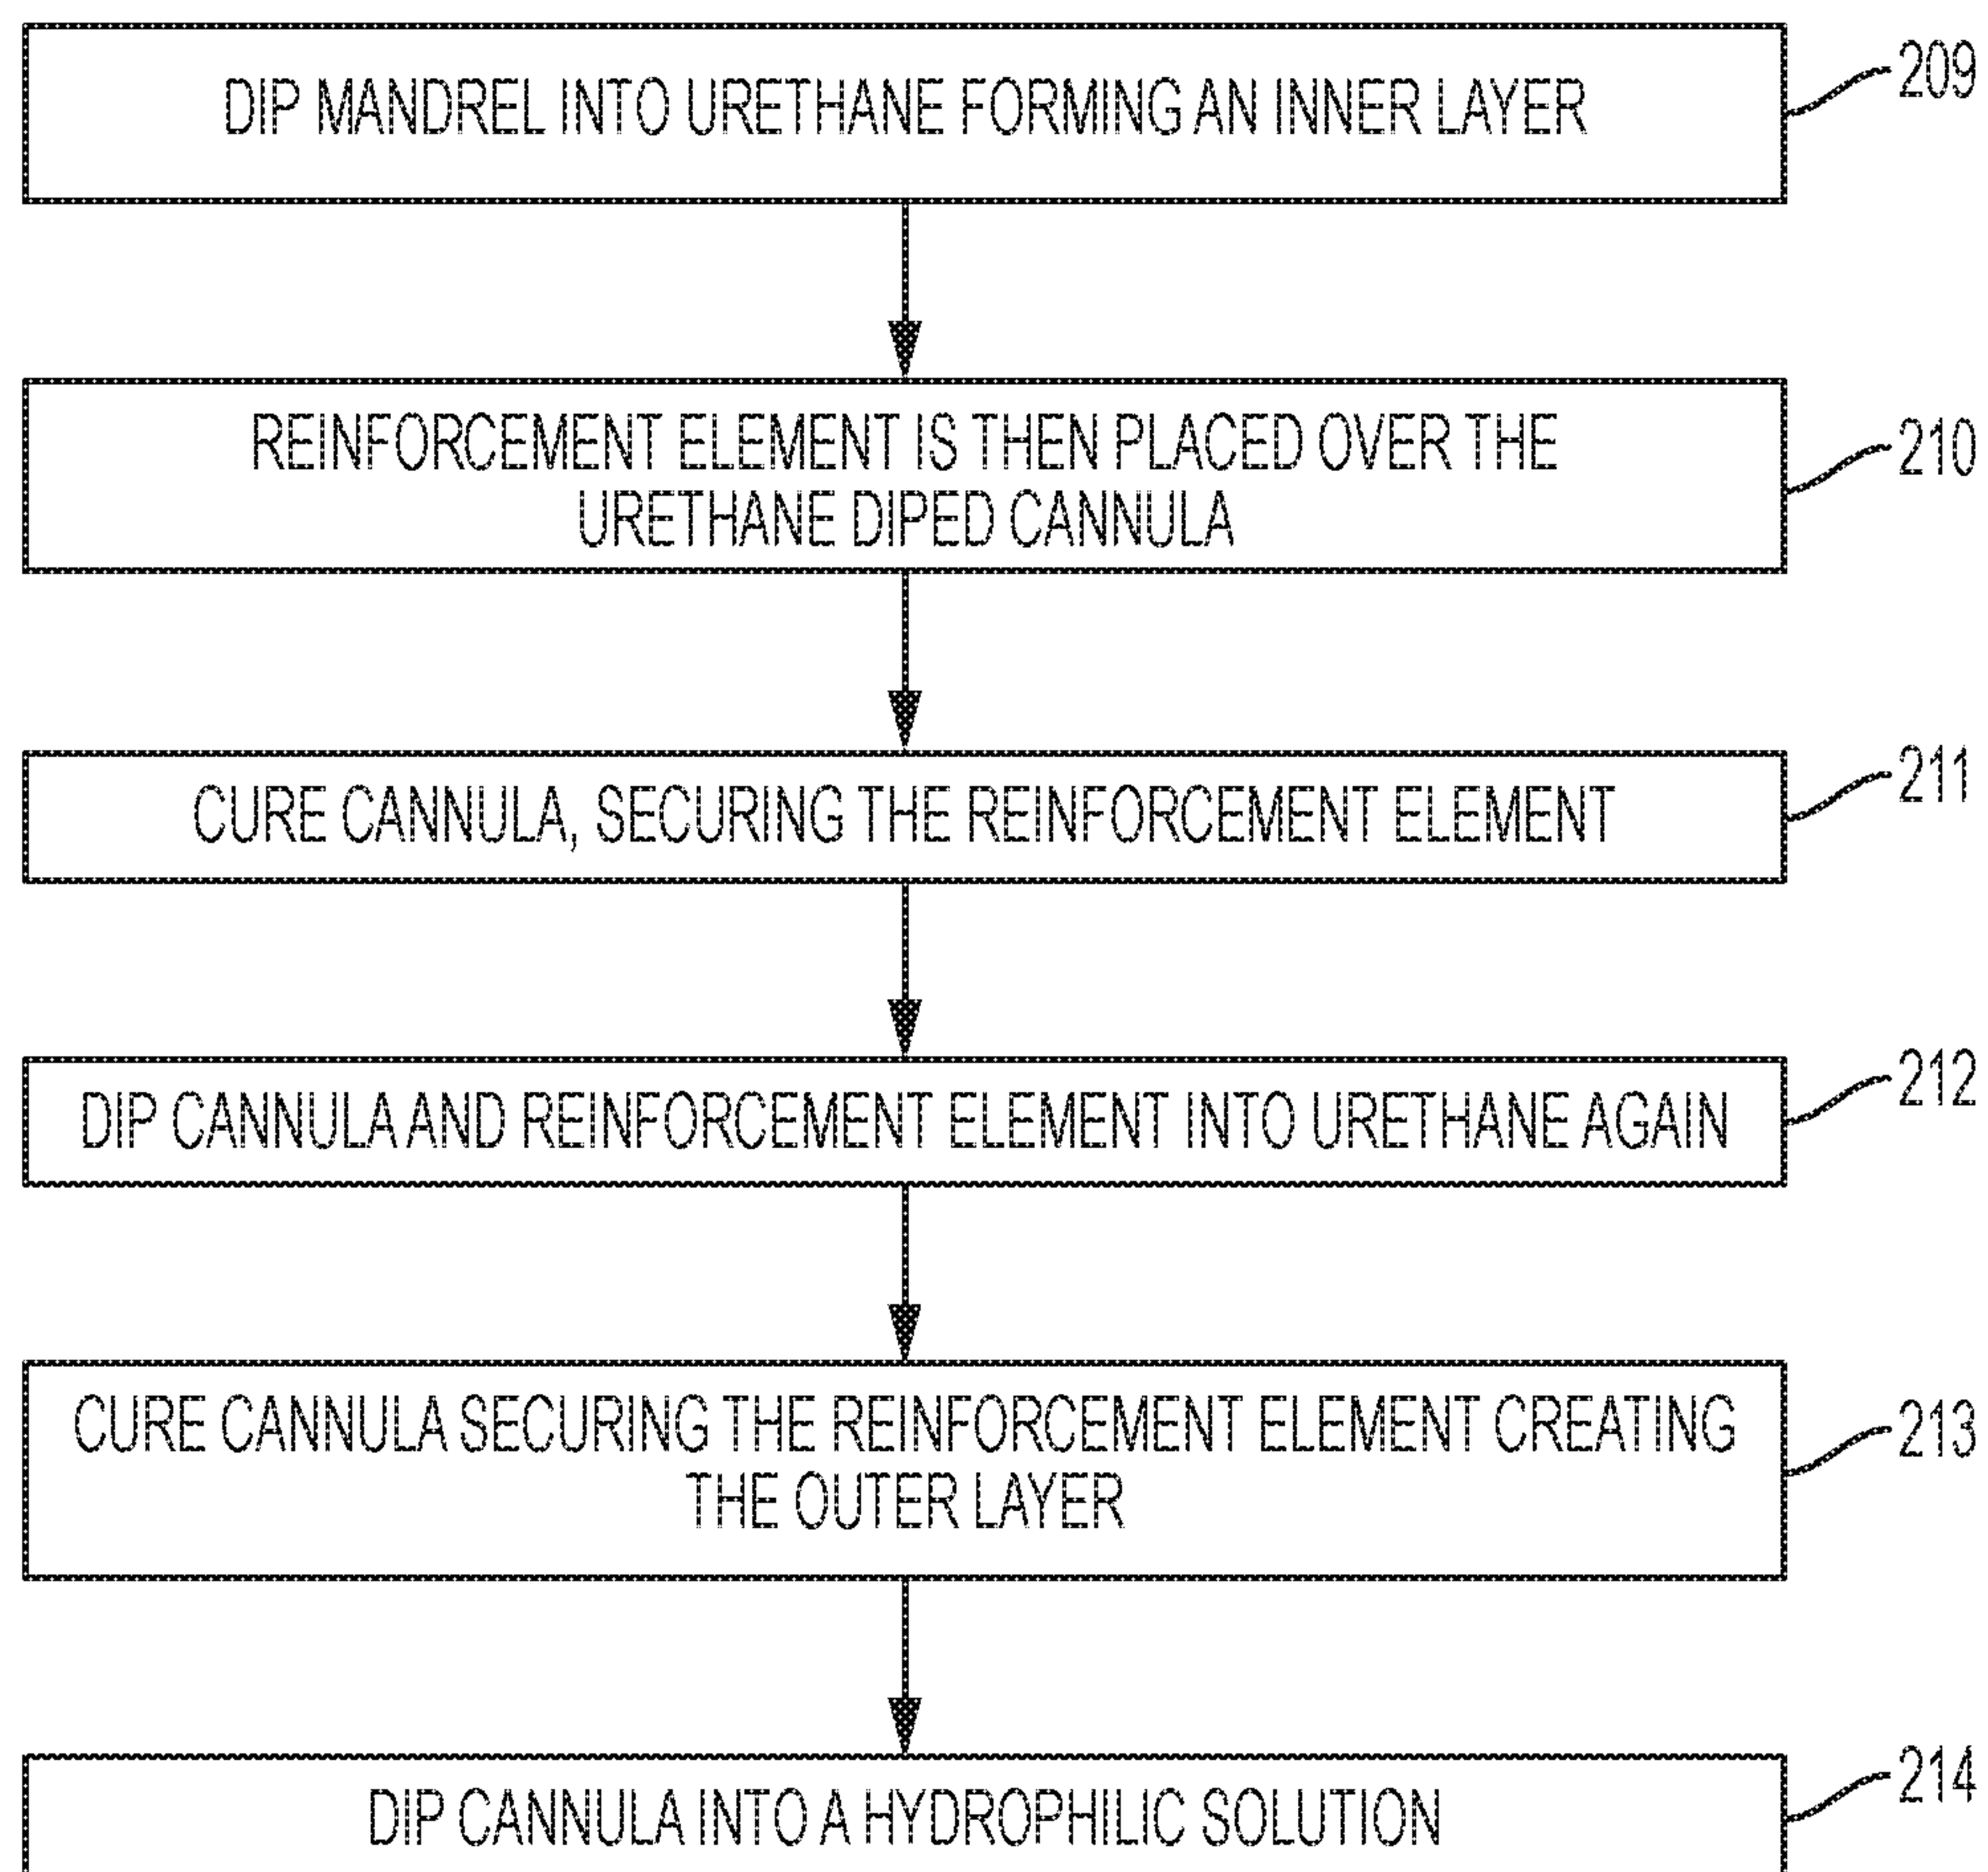 DIP MANDREL INTO URETHANE FORMING AN INNER LAYER
209
REINFORCEMENT ELEMENT IS THEN PLACED OVER THE
URETHANE DIPED CANNULA
210
CURE CANNULA, SECURING THE REINFORCEMENT ELEMENT
211
DIP CANNULA AND REINFORCEMENT ELEMENT INTO URETHANE AGAIN
212
CURE CANNULA SECURING THE REINFORCEMENT ELEMENT CREATING
THE OUTER LAYER
213
DIP CANNULA INTO A HYDROPHILIC SOLUTION
214